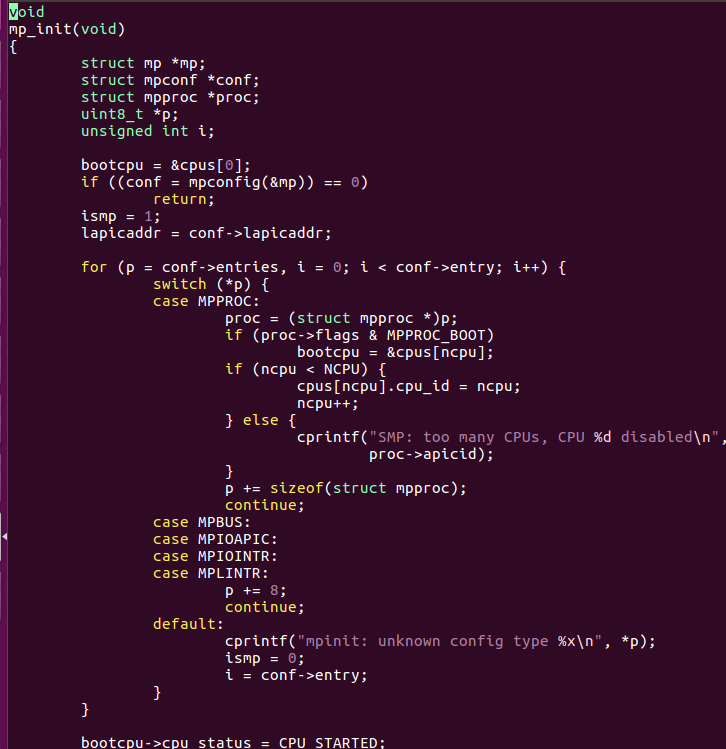 void
mp_init(void)
{
        struct mp *mp;
        struct mpconf *conf;
        struct mpproc *proc;
        uint8_t *p;
        unsigned int i;

        bootcpu = &cpus[0];
        if ((conf = mpconfig(&mp)) == 0)
                return;
        ismp = 1;
        lapicaddr = conf->lapicaddr;

        for (p = conf->entries, i = 0; i < conf->entry; i++) {
                switch (*p) {
                case MPPROC:
                        proc = (struct mpproc *)p;
                        if (proc->flags & MPPROC_BOOT)
                                bootcpu = &cpus[ncpu];
                        if (ncpu < NCPU) {
                                cpus[ncpu].cpu_id = ncpu;
                                ncpu++;
                        } else {
                                cprintf("SMP: too many CPUs, CPU %d disabled\n",
                                        proc->apicid);
                        }
                        p += sizeof(struct mpproc);
                        continue;
                case MPBUS:
                case MPIOAPIC:
                case MPIOINTR:
                case MPLINTR:
                        p += 8;
                        continue;
                default:
                        cprintf("mpinit: unknown config type %x\n", *p);
                        ismp = 0;
                        i = conf->entry;
                }
        }

        bootcpu->cpu_status = CPU_STARTED;